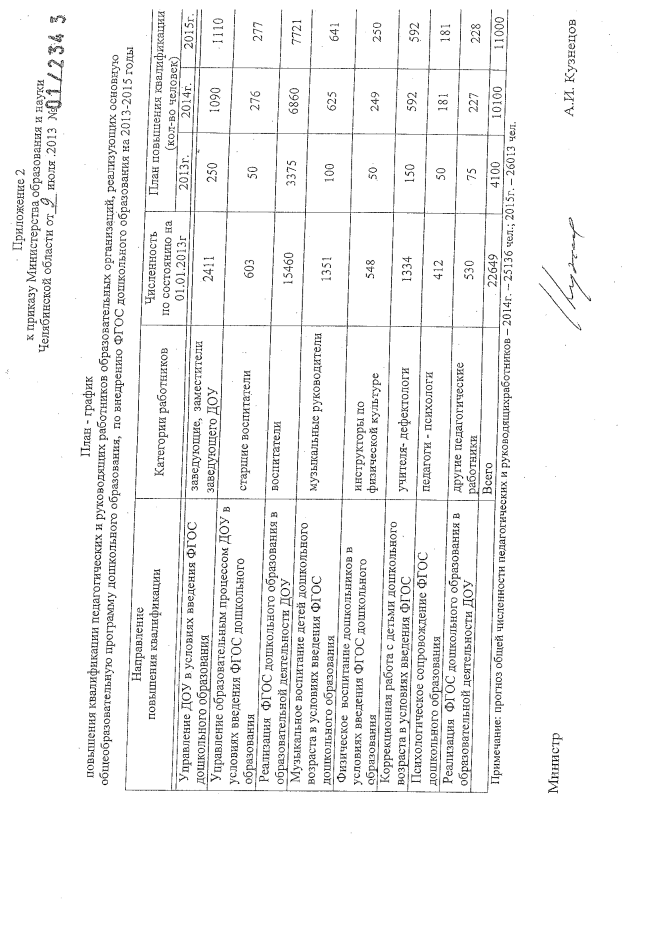 Приложение 2
к приказу Министерства образования и науки
Челябинской области от 9 июля .2013 № 01/2343
План - график
повышения квалификации педагогических и руководящих работников образовательных организаций, реализующих основную
общеобразовательную программу дошкольного образования, по внедрению ФГОС дошкольного образования на 2013-2015 годы
Направление
повышения квалификации
Категории работников
Численность
по состоянию на
01.01.2013г
План повышения квалификации
(кол-во человек)
2013г. 2014г. 2015г.
Управление ДОУ в условиях введения ФГОС
дошкольного образования
заведующие, заместители
заведующего ДОУ
2411 250 1090 1110
Управление образовательным процессом ДОУ в
условиях введения ФГОС дошкольного
образования
старшие воспитатели
603 50 276 277
Реализация ФГОС дошкольного образования в
образовательной деятельности ДОУ
воспитатели
15460 3375 6860 7721
Музыкальное воспитание детей дошкольного
возраста в условиях введения ФГОС
дошкольного образования
музыкальные руководители
1351 100 625 641
Физическое воспитание дошкольников в
условиях введения ФГОС дошкольного
образования
инструкторы по
физической культуре
548 50 249 250
Коррекционная работа с детьми дошкольного
возраста в условиях введения ФГОС
учителя- дефектологи
1334 150 592 592
Психологическое сопровождение ФГОС
дошкольного образования
педагоги - психологи
412 50 181 181
Реализация ФГОС дошкольного образования в
образовательной деятельности ДОУ
другие педагогические
работники
530 75 227 228
Всего 22649 4100 10100 11000
Примечание: прогноз общей численности педагогических и руководящихработников – 2014г. – 25136 чел.; 2015г. – 26013 чел.
Министр
А.И. Кузнецов